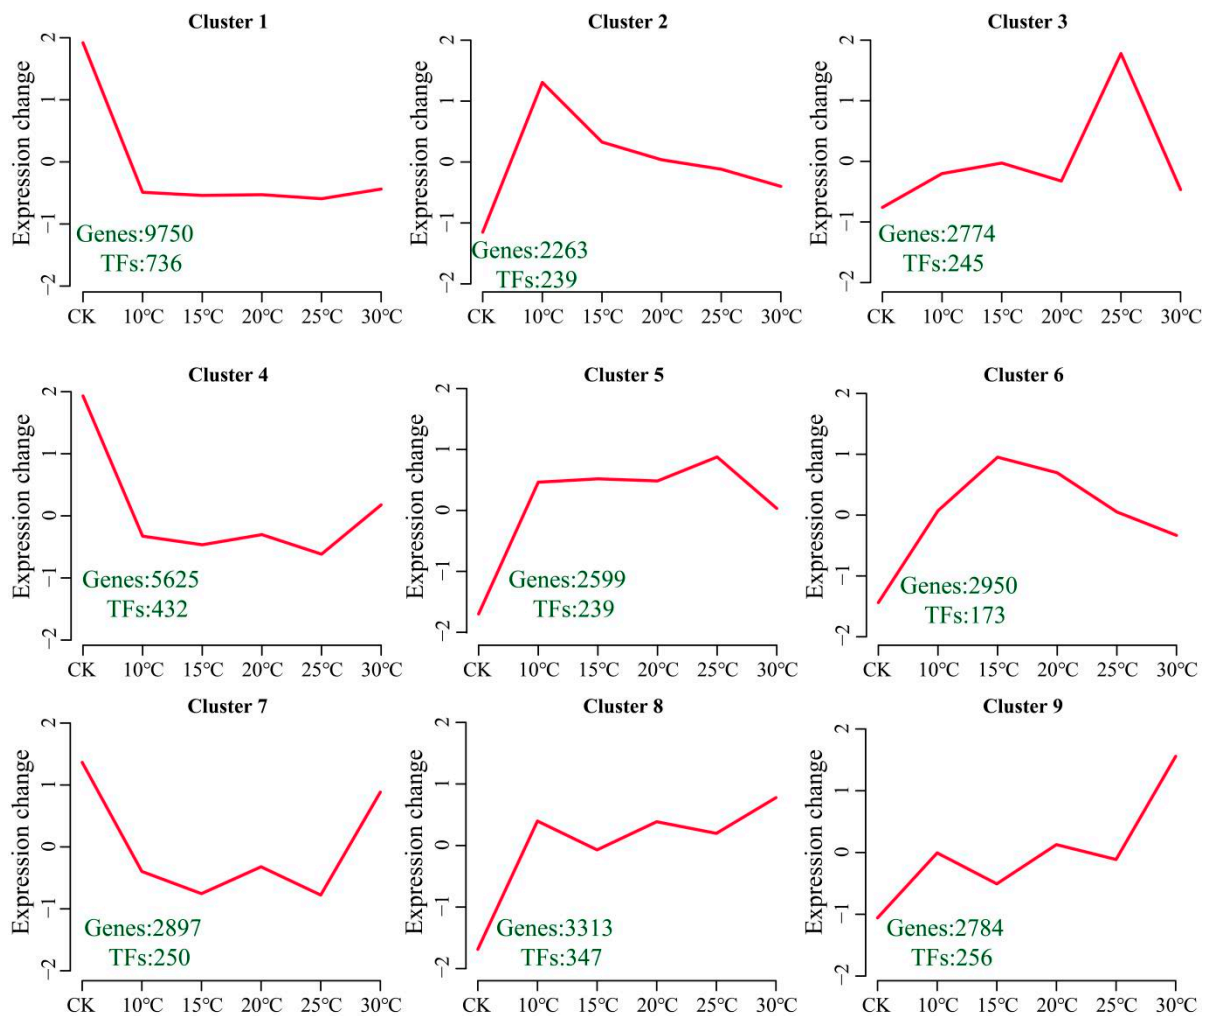 Cluster 1
Expression change
2
1
0
−1
−2
Genes:9750
TFs:736
CK 10°C 15°C 20°C 25°C 30°C
Cluster 2
Expression change
2
1
0
−1
−2
Genes:2263
TFs:239
CK 10°C 15°C 20°C 25°C 30°C
Cluster 3
Expression change
2
1
0
−1
−2
Genes:2774
TFs:245
CK 10°C 15°C 20°C 25°C 30°C
Cluster 4
Expression change
2
1
0
−1
−2
Genes:5625
TFs:432
CK 10°C 15°C 20°C 25°C 30°C
Cluster 5
Expression change
2
1
0
−1
−2
Genes:2599
TFs:239
CK 10°C 15°C 20°C 25°C 30°C
Cluster 6
Expression change
2
1
0
−1
−2
Genes:2950
TFs:173
CK 10°C 15°C 20°C 25°C 30°C
Cluster 7
Expression change
2
1
0
−1
−2
Genes:2897
TFs:250
CK 10°C 15°C 20°C 25°C 30°C
Cluster 8
Expression change
2
1
0
−1
−2
Genes:3313
TFs:347
CK 10°C 15°C 20°C 25°C 30°C
Cluster 9
Expression change
2
1
0
−1
−2
Genes:2784
TFs:256
CK 10°C 15°C 20°C 25°C 30°C